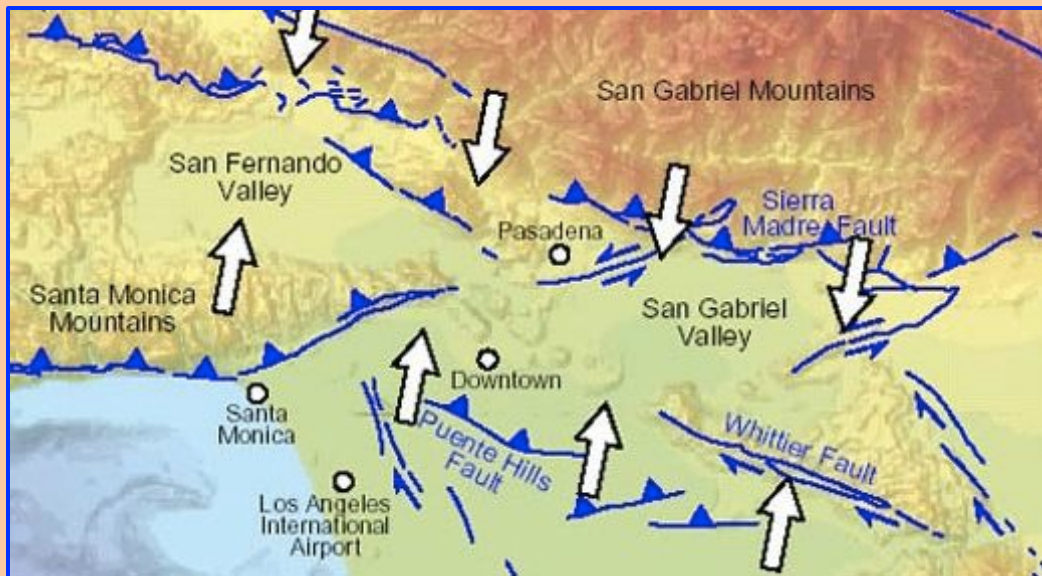 San Gabriel Mountains
San Fernando
Valley
Sierra
Madre Fault
Pasadena
Santa Monica
Mountains
San Gabriel
Valley
Downtown
Santa
Monica
Puente Hills
Fault
Whittier Fault
Los Angeles
International
Airport